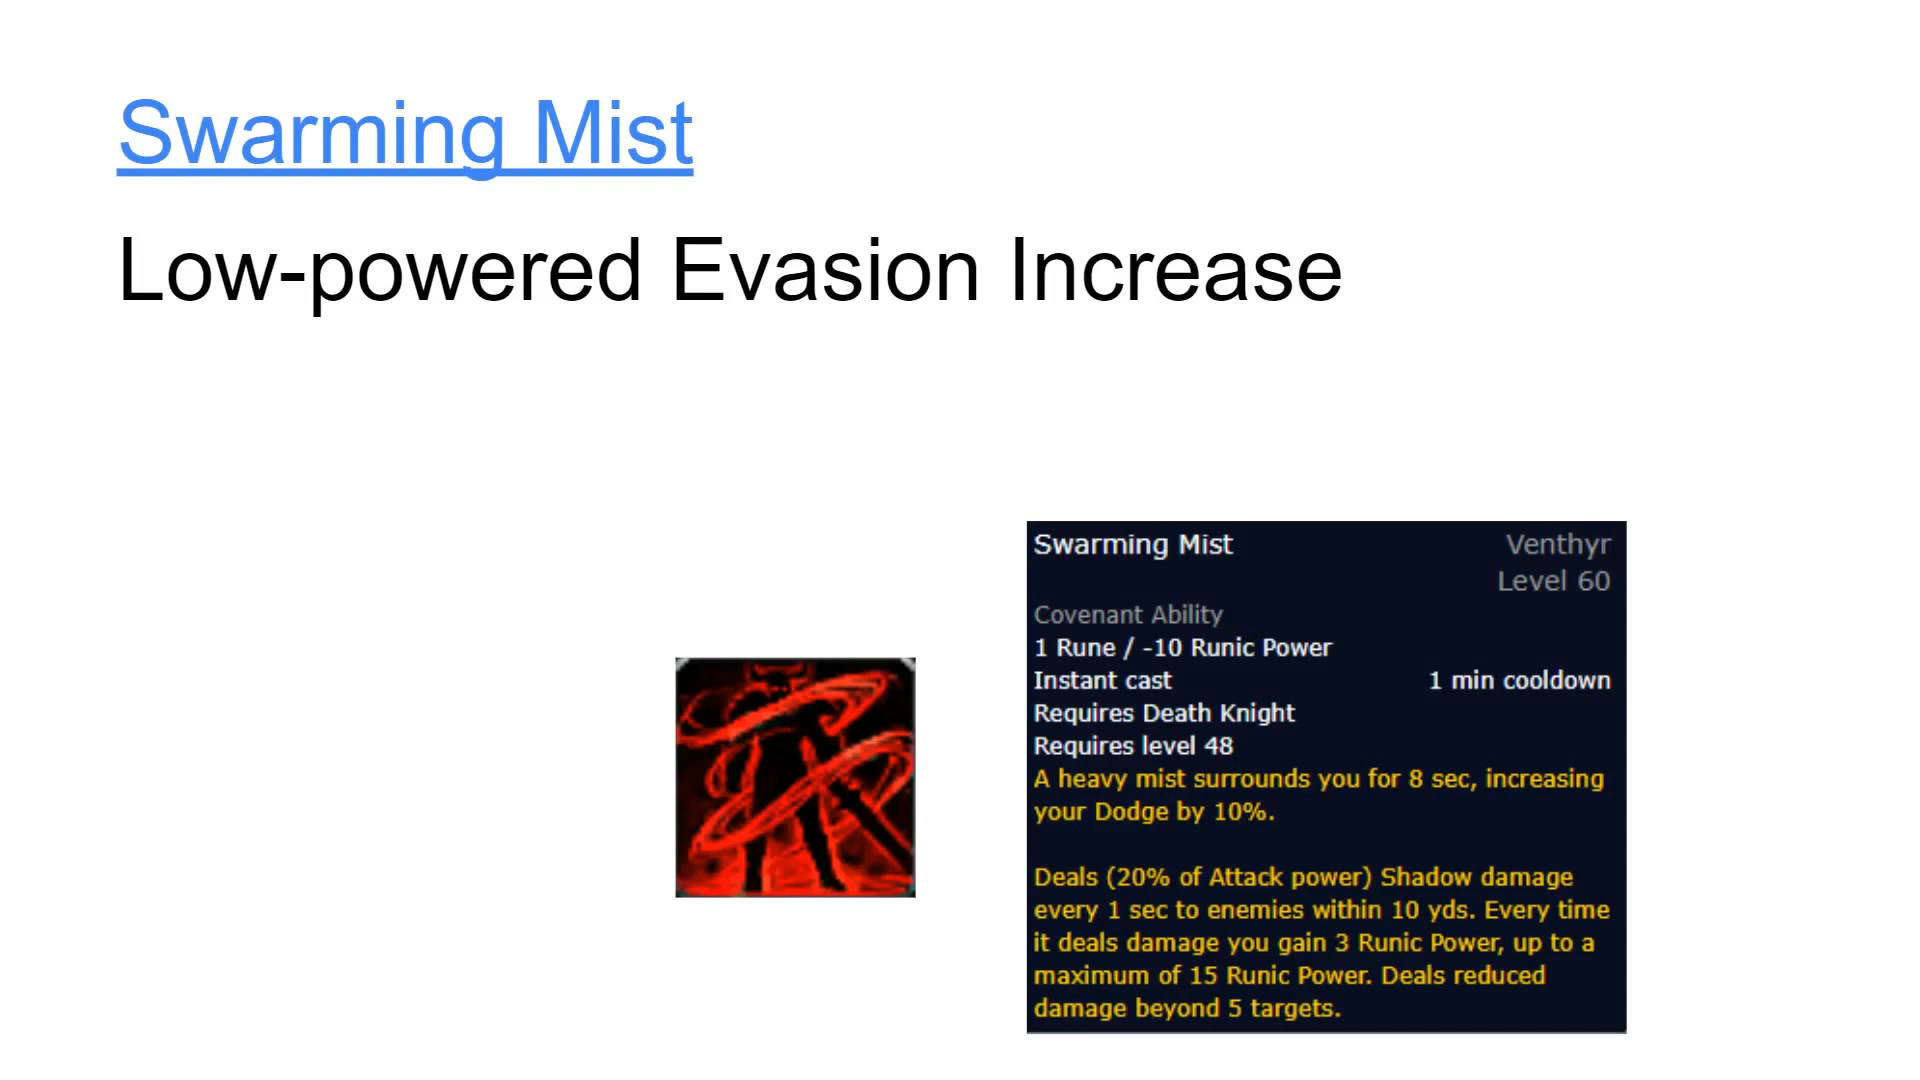 Swarming Mist
Low-powered Evasion Increase
Swarming Mist Venthyr
Level 60
Covenant Ability
1 Rune / -10 Runic Power
Instant cast 1 min cooldown
Requires Death Knight
Requires level 48
A heavy mist surrounds you for 8 sec, increasing
your Dodge by 10%.
Deals (20% of Attack power) Shadow damage
every 1 sec to enemies within 10 yds. Every time
it deals damage you gain 3 Runic Power, up to a
maximum of 15 Runic Power. Deals reduced
damage beyond 5 targets.